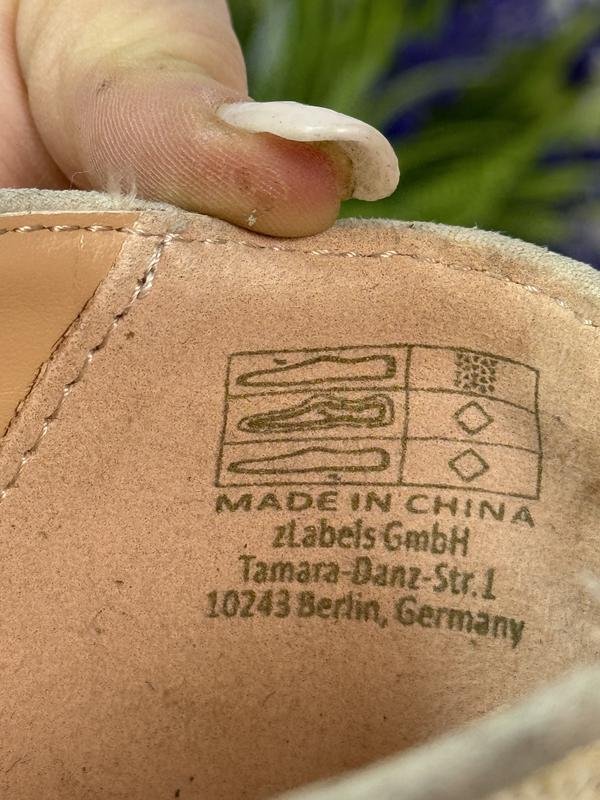 MADE IN CHINA
zLabels GmbH
Tamara-Danz-Str.1
10243 Berlin, Germany